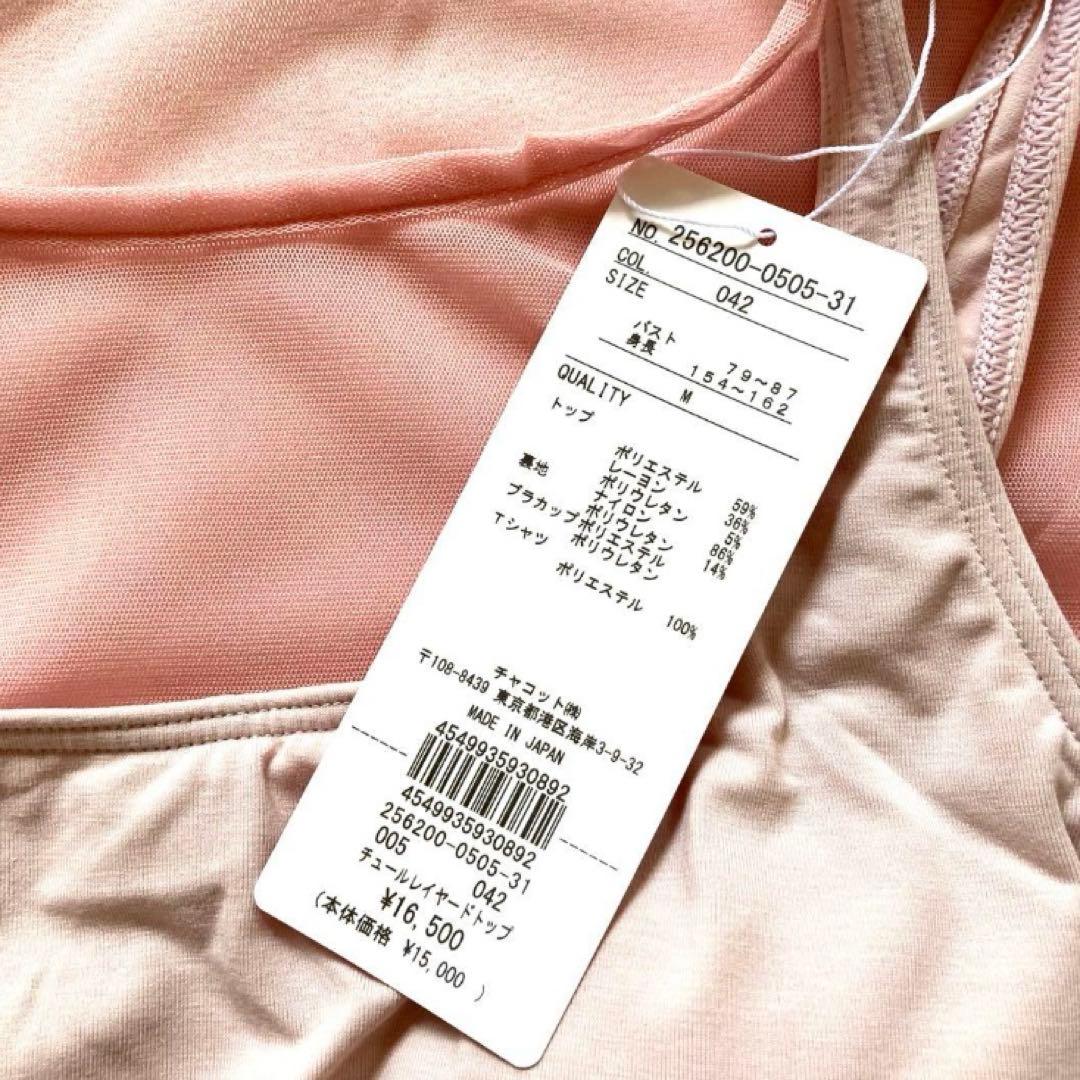 NO. 256200-0505-31
COL. 042
SIZE
バスト 79～87
身長 154～162
M
QUALITY
トップ
ポリエステル 59%
レーヨン 36%
ポリウレタン 5%
裏地 ナイロン 86%
ポリウレタン 14%
ブラカップ ポリエステル
ポリウレタン
Tシャツ
ポリエステル 100%
チャコット㈱
〒108-8439 東京都港区海岸3-9-32
MADE IN JAPAN
4549935930892
4549935930892
256200-0505-31
005 042
チュールレイヤードトップ
¥16,500
(本体価格 ¥15,000 )